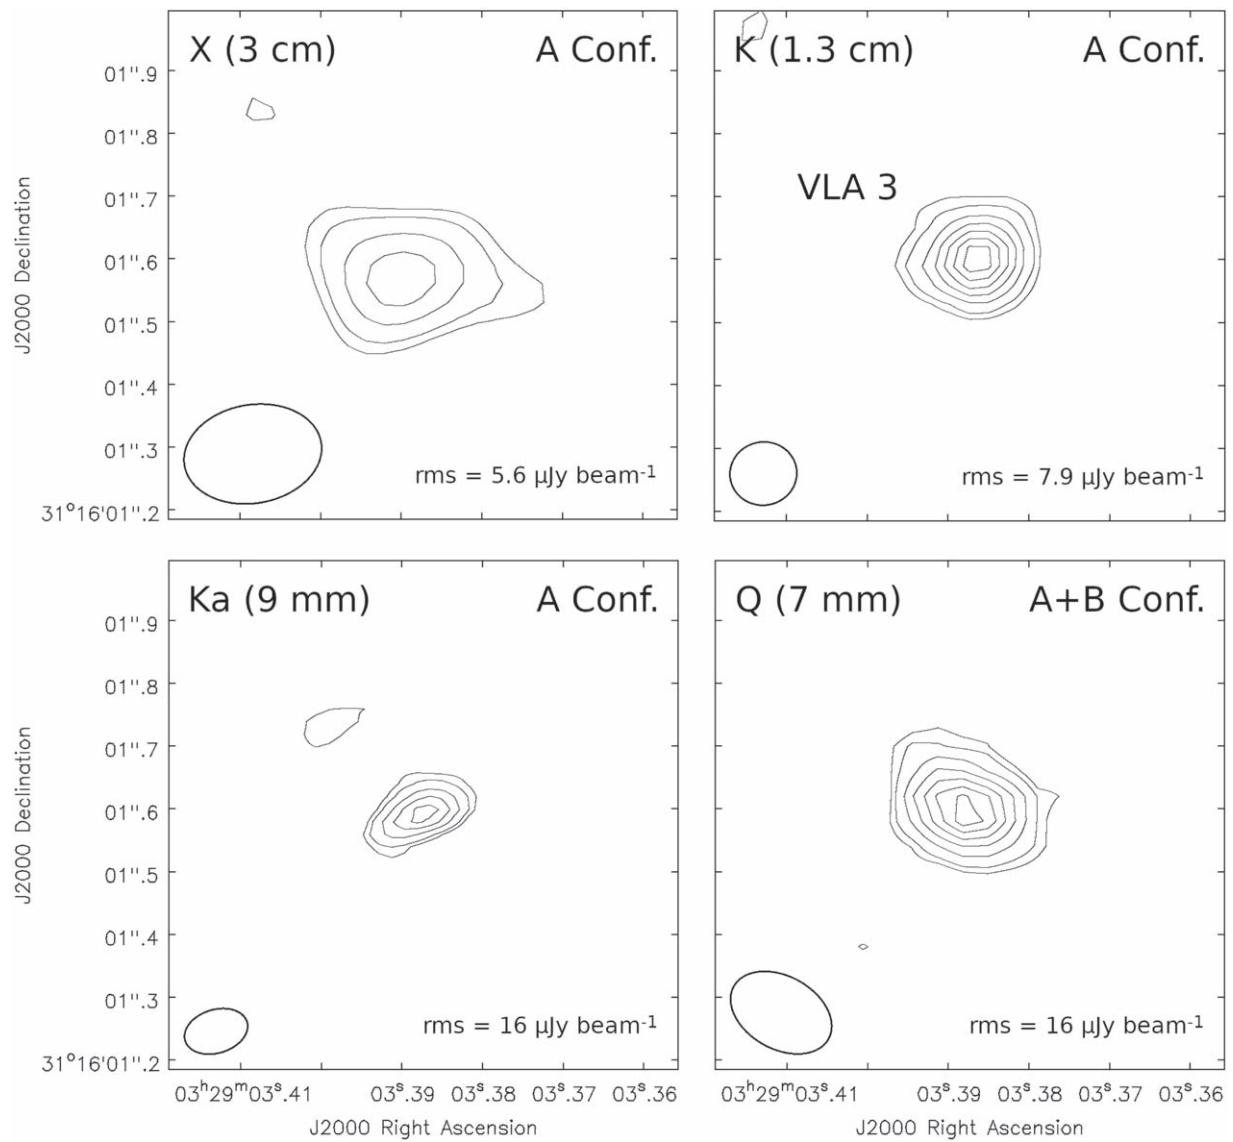 X (3 cm) A Conf.
01".9
01".8
01".7
01".6
01".5
01".4
01".3
31°16'01".2
J2000 Declination
rms = 5.6 μJy beam⁻¹
K (1.3 cm) A Conf.
VLA 3
rms = 7.9 μJy beam⁻¹
Ka (9 mm) A Conf.
01".9
01".8
01".7
01".6
01".5
01".4
01".3
31°16'01".2
J2000 Declination
rms = 16 μJy beam⁻¹
03ʰ29ᵐ03ˢ.41 03ˢ.39 03ˢ.38 03ˢ.37 03ˢ.36
J2000 Right Ascension
Q (7 mm) A+B Conf.
rms = 16 μJy beam⁻¹
03ʰ29ᵐ03ˢ.41 03ˢ.39 03ˢ.38 03ˢ.37 03ˢ.36
J2000 Right Ascension